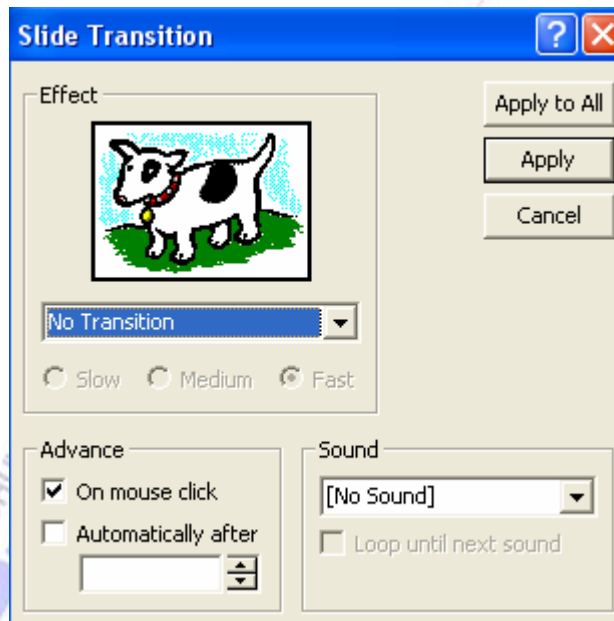 Slide Transition
Effect
Apply to All
Apply
Cancel
No Transition
Slow Medium Fast
Advance
On mouse click
Automatically after
Sound
[No Sound]
Loop until next sound